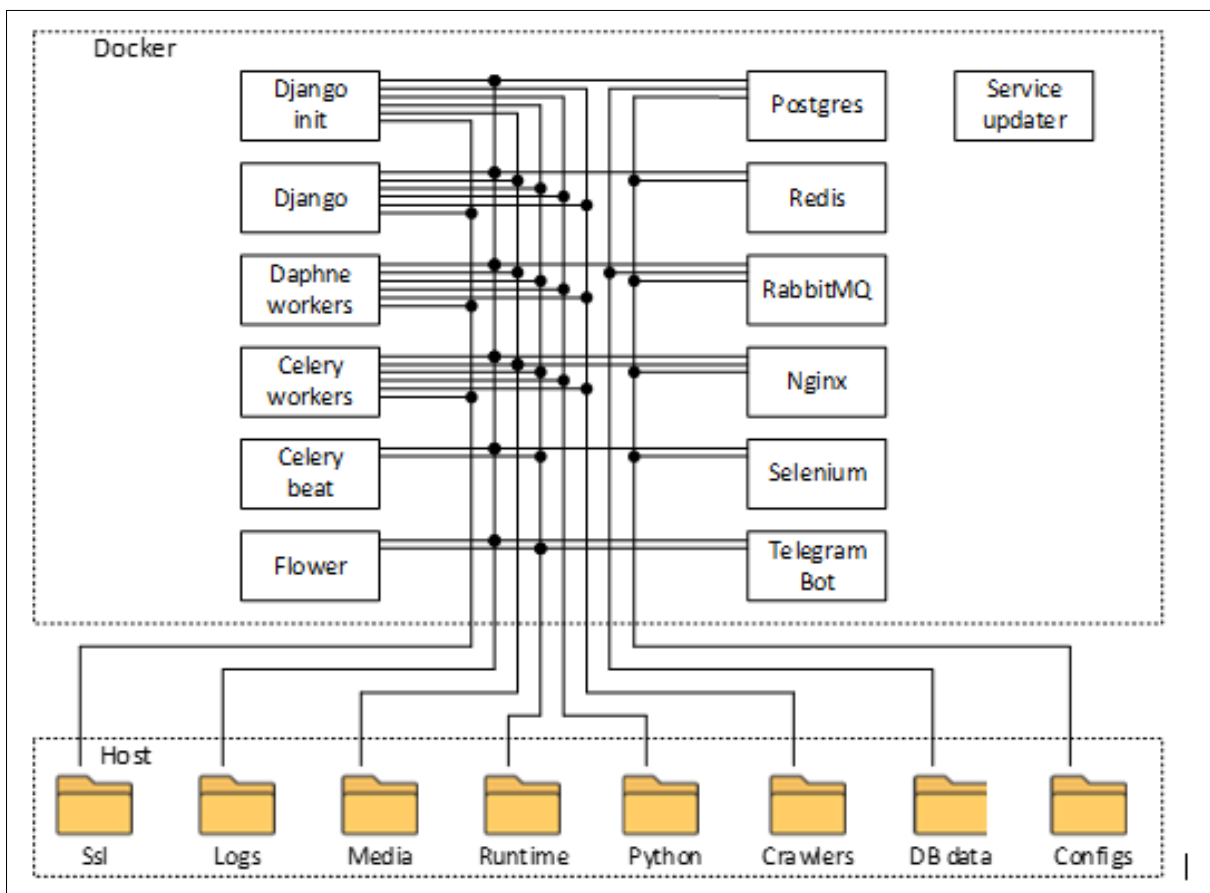 Docker
Django
init
Postgres
Service
updater
Django
Redis
Daphne
workers
RabbitMQ
Celery
workers
Nginx
Celery
beat
Selenium
Flower
Telegram
Bot
Host
Ssl
Logs
Media
Runtime
Python
Crawlers
DB data
Configs